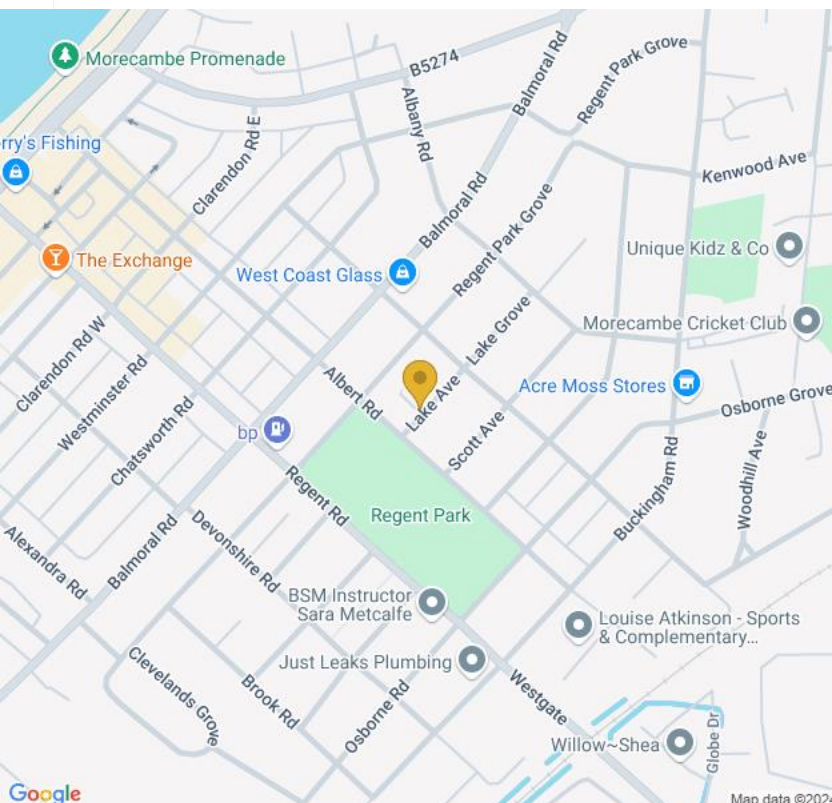 Morecambe Promenade
B5274
Balmoral Rd
Regent Park Grove
Albany Rd
rry's Fishing
Clarendon Rd E
Kenwood Ave
Balmoral Rd
Regent Park Grove
Unique Kidz & Co
The Exchange
West Coast Glass
Lake Grove
Morecambe Cricket Club
Clarendon Rd W
Westminster Rd
Albert Rd
Lake Ave
Acre Moss Stores
Osborne Grove
Chatsworth Rd
bp
Scott Ave
Buckingham Rd
Woodhill Ave
Regent Rd
Regent Park
Alexandra Rd
Balmoral Rd
Devonshire Rd
BSM Instructor
Sara Metcalfe
Louise Atkinson - Sports
& Complementary...
Just Leaks Plumbing
Clevelands Grove
Brook Rd
Osborne Rd
Westgate
Willow~Shea
Globe Dr
Google
Map data ©2024